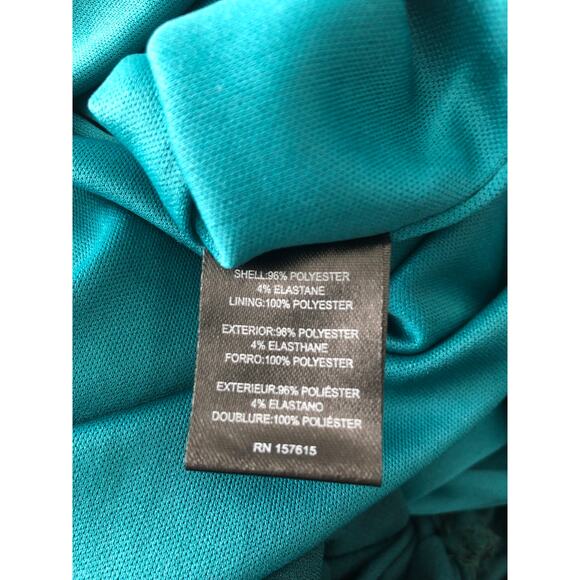 SHELL:96% POLYESTER
4% ELASTANE
LINING:100% POLYESTER
EXTERIOR:96% POLYESTER
4% ELASTHANE
FORRO:100% POLYESTER
EXTERIEUR:96% POLIÉSTER
4% ELASTANO
DOUBLURE:100% POLIÉSTER
RN 157615